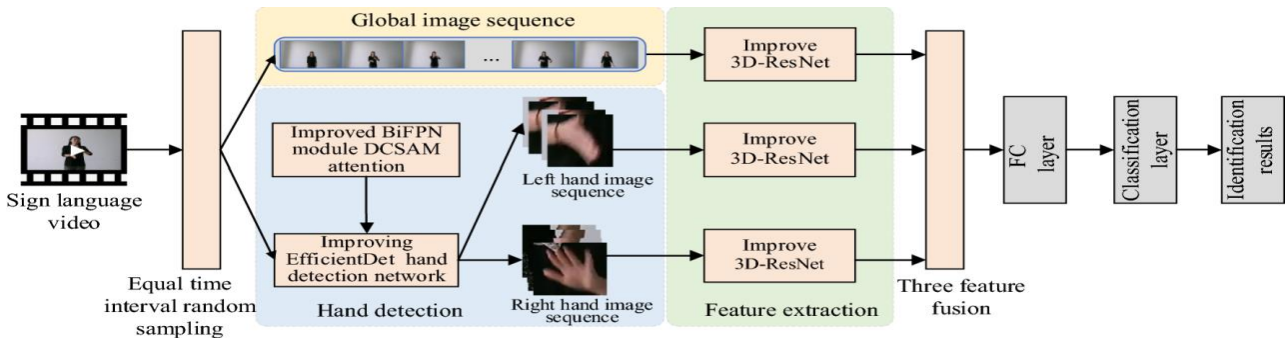 Sign language
video
Equal time
interval random
sampling
Global image sequence
...
Improved BiFPN
module DCSAM
attention
Improving
EfficientDet hand
detection network
Hand detection
Left hand image
sequence
Right hand image
sequence
Improve
3D-ResNet
Improve
3D-ResNet
Improve
3D-ResNet
Feature extraction
Three feature
fusion
FC
layer
Classification
layer
Identification
results